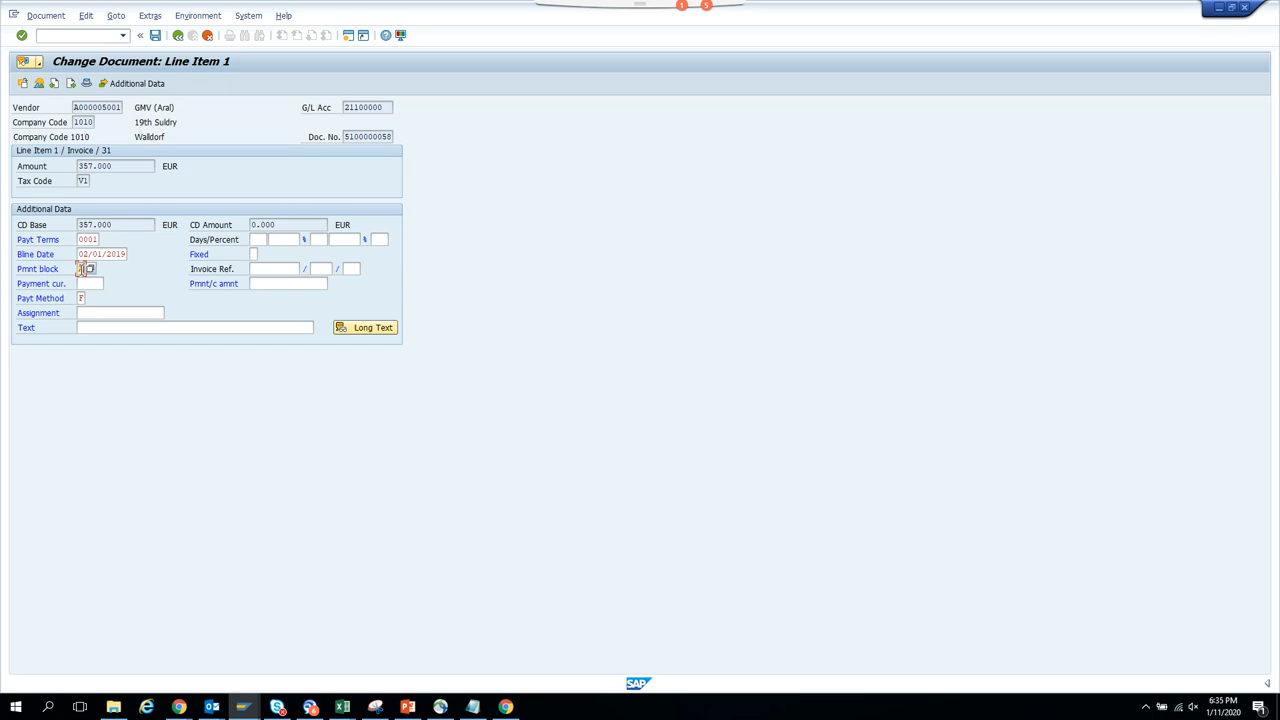 1 5
Document Edit Goto Extras Environment System Help
Change Document: Line Item 1
Additional Data
Vendor A000005001 GMV (Aral) G/L Acc 21100000
Company Code 1010 19th Suldry
Company Code 1010 Walldorf Doc. No. 5100000058
Line Item 1 / Invoice / 31
Amount 357.000 EUR
Tax Code V1
Additional Data
CD Base 357.000 EUR CD Amount 0.000 EUR
Payt Terms 0001 Days/Percent % %
Bline Date 02/01/2019 Fixed
Pmnt block Invoice Ref. / /
Payment cur. Pmnt/c amnt
Payt Method F
Assignment
Text Long Text
SAP
6:35 PM
1/11/2020
1